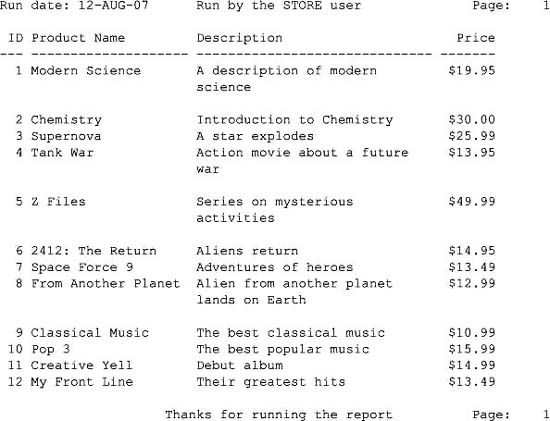 Run date: 12-AUG-07 Run by the STORE user Page: 1
ID Product Name Description Price
---- -------------------- ------------------------------ -------
1 Modern Science A description of modern $19.95
science
2 Chemistry Introduction to Chemistry $30.00
3 Supernova A star explodes $25.99
4 Tank War Action movie about a future $13.95
war
5 Z Files Series on mysterious $49.99
activities
6 2412: The Return Aliens return $14.95
7 Space Force 9 Adventures of heroes $13.49
8 From Another Planet Alien from another planet $12.99
lands on Earth
9 Classical Music The best classical music $10.99
10 Pop 3 The best popular music $15.99
11 Creative Yell Debut album $14.99
12 My Front Line Their greatest hits $13.49
Thanks for running the report Page: 1